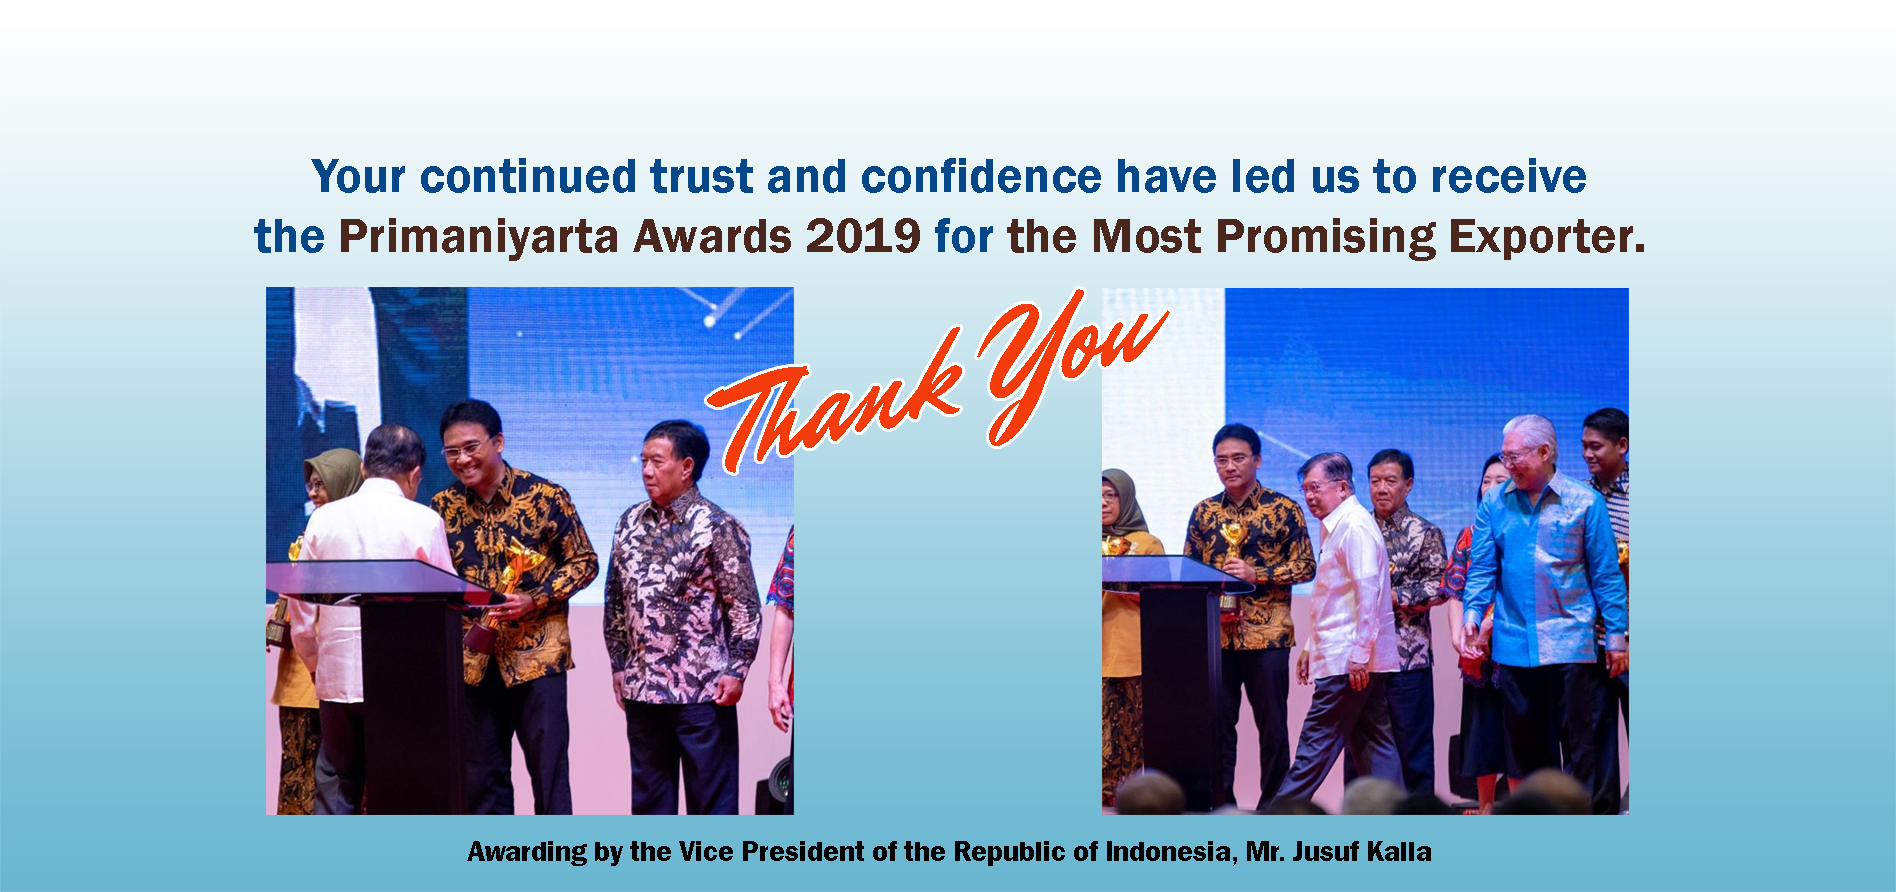 Your continued trust and confidence have led us to receive
the Primaniyarta Awards 2019 for the Most Promising Exporter.
Thank You
Awarding by the Vice President of the Republic of Indonesia, Mr. Jusuf Kalla